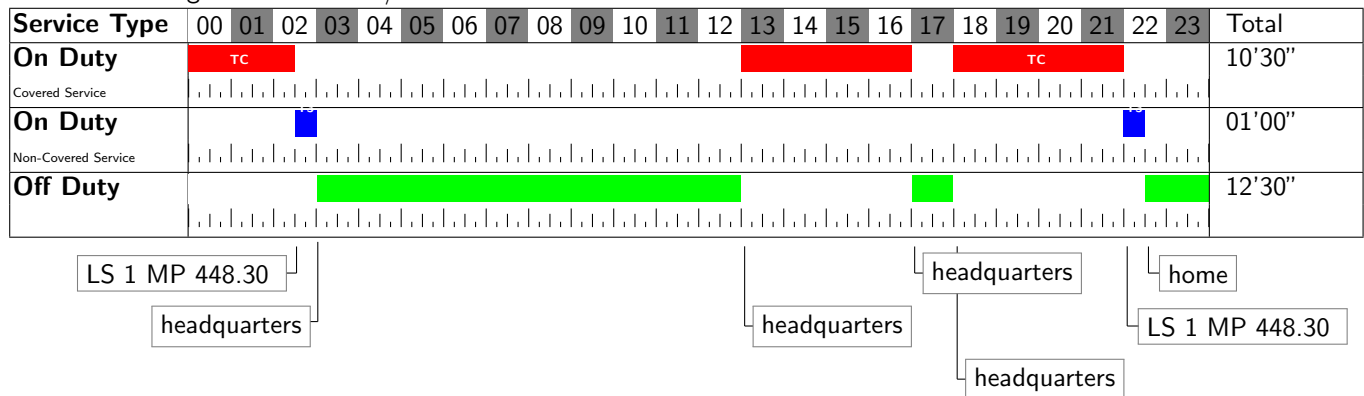 Service Type 00 01 02 03 04 05 06 07 08 09 10 11 12 13 14 15 16 17 18 19 20 21 22 23 Total
On Duty TC TC 10'30”
Covered Service
On Duty 01'00”
Non-Covered Service
Off Duty 12'30”
LS 1 MP 448.30 headquarters home
headquarters headquarters LS 1 MP 448.30
headquarters